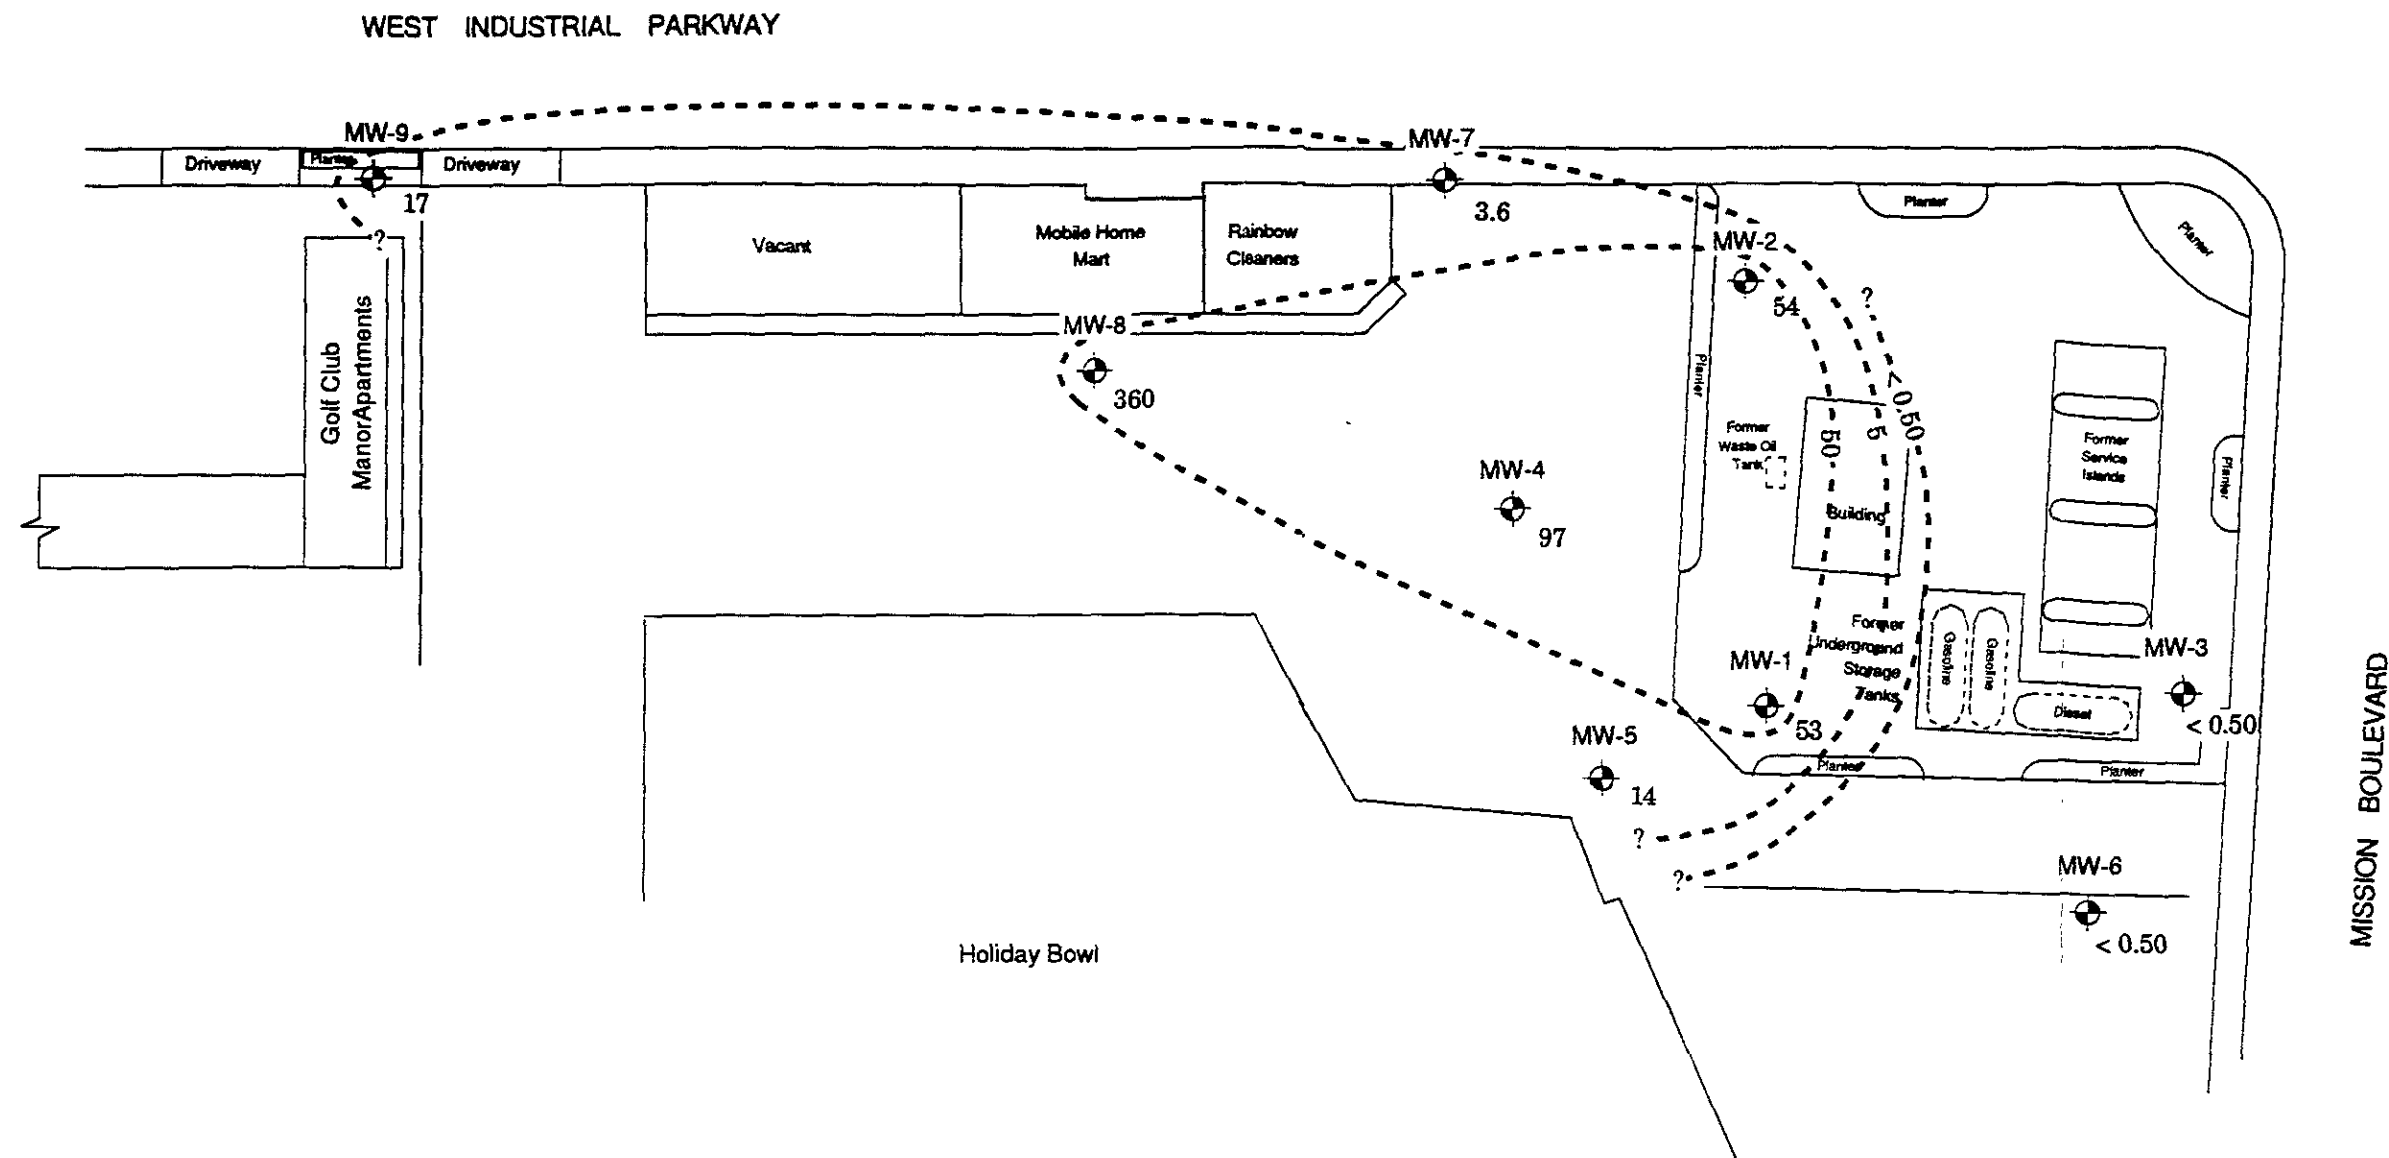 WEST INDUSTRIAL PARKWAY
MW-9
MW-7
Driveway
Planter
Driveway
17
3.6
Planter
Planter
?
Vacant
Mobile Home
Mart
Rainbow
Cleaners
MW-2
54
?
MW-8
360
Golf Club
ManorApartments
Planter
< 0.50
5
50
Former
Waste Oil
Tank
Former
Service
Islands
Planter
MW-4
97
Building
Former
Underground
Storage
Tanks
Gasoline
Gasoline
Diesel
MW-3
< 0.50
MW-1
53
MW-5
14
Planter
Planter
?
?
MW-6
< 0.50
Holiday Bowl
MISSION BOULEVARD